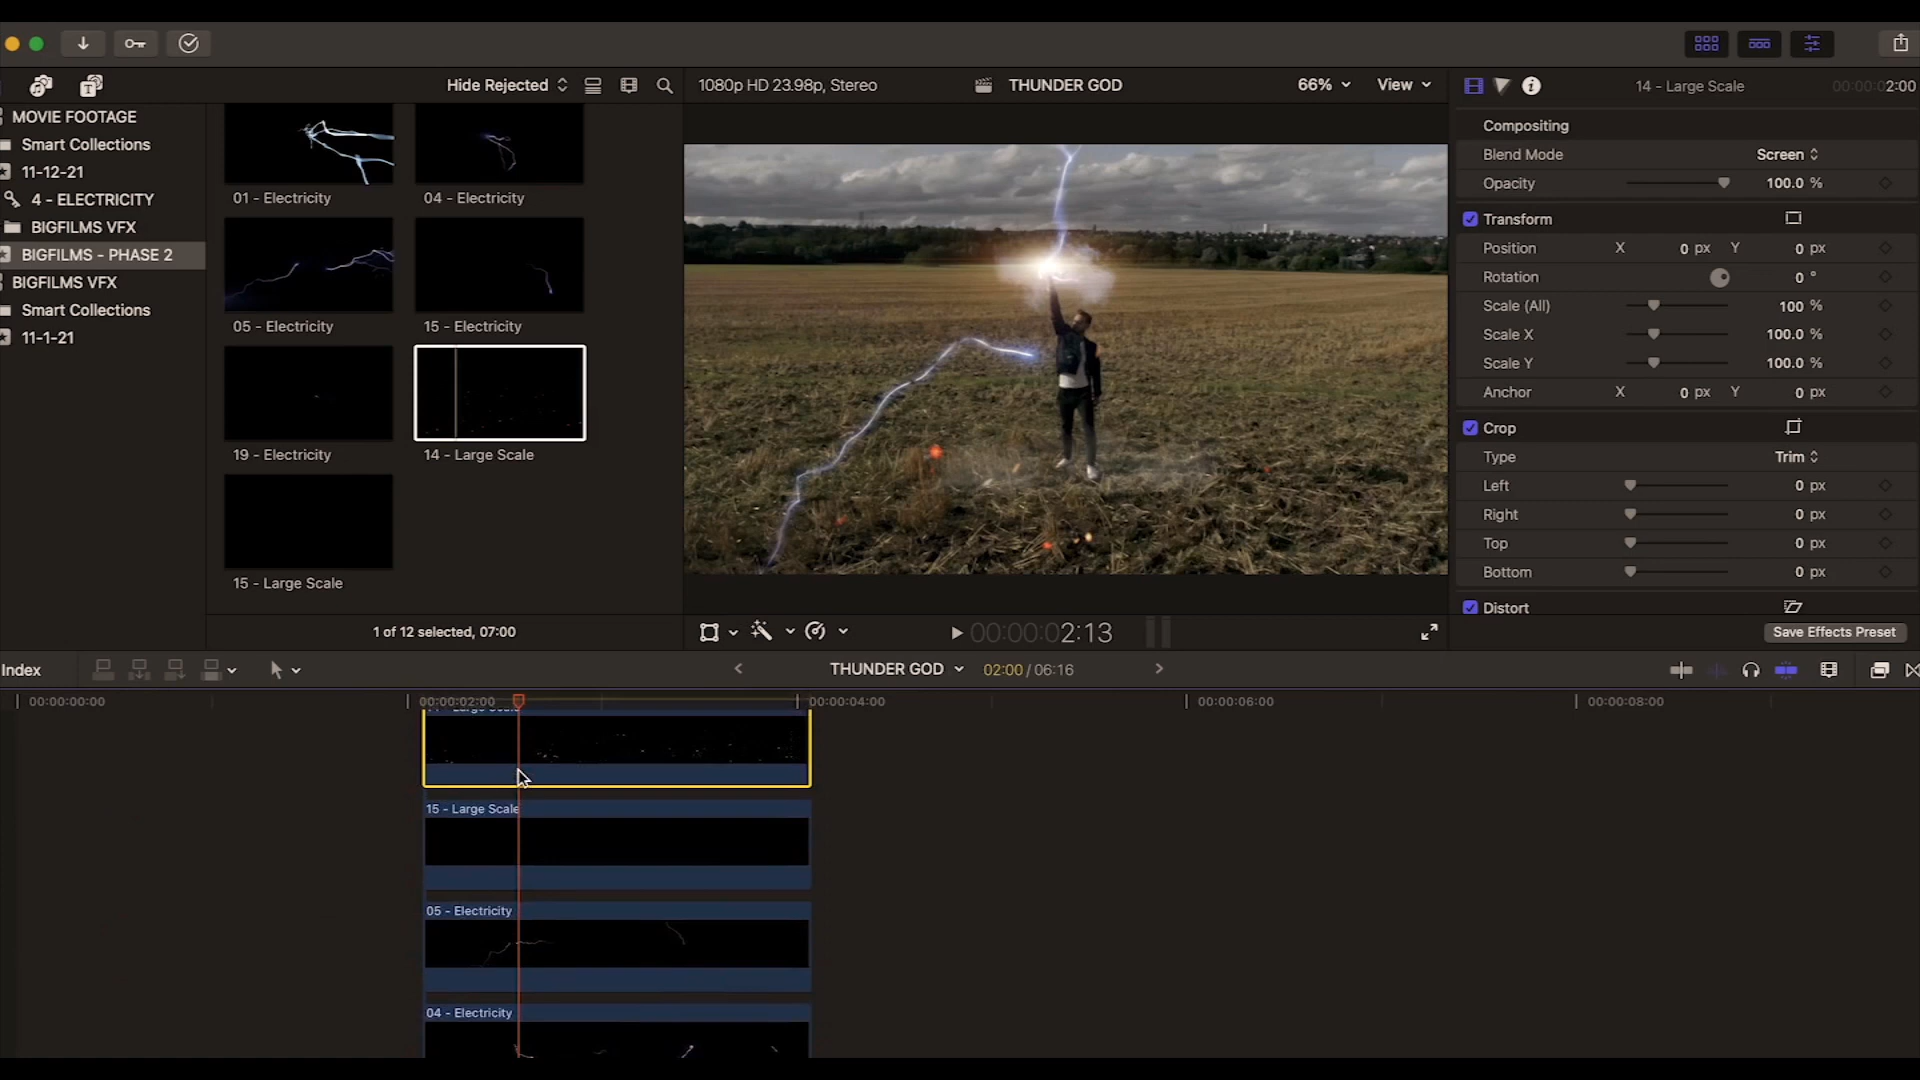 Hide Rejected
1080p HD 23.98p, Stereo
THUNDER GOD
66%
View
14 - Large Scale
00:00:02:00
MOVIE FOOTAGE
Smart Collections
11-12-21
4 - ELECTRICITY
BIGFILMS VFX
BIGFILMS - PHASE 2
BIGFILMS VFX
Smart Collections
11-1-21
01 - Electricity
04 - Electricity
05 - Electricity
15 - Electricity
19 - Electricity
14 - Large Scale
15 - Large Scale
1 of 12 selected, 07:00
00:00:02:13
Compositing
Blend Mode Screen
Opacity 100.0 %
Transform
Position X 0 px Y 0 px
Rotation 0 °
Scale (All) 100 %
Scale X 100.0 %
Scale Y 100.0 %
Anchor X 0 px Y 0 px
Crop
Type Trim
Left 0 px
Right 0 px
Top 0 px
Bottom 0 px
Distort
Save Effects Preset
Index
THUNDER GOD
02:00 / 06:16
00:00:00:00
00:00:02:00
00:00:04:00
00:00:06:00
00:00:08:00
14 - Large Scale
15 - Large Scale
05 - Electricity
04 - Electricity